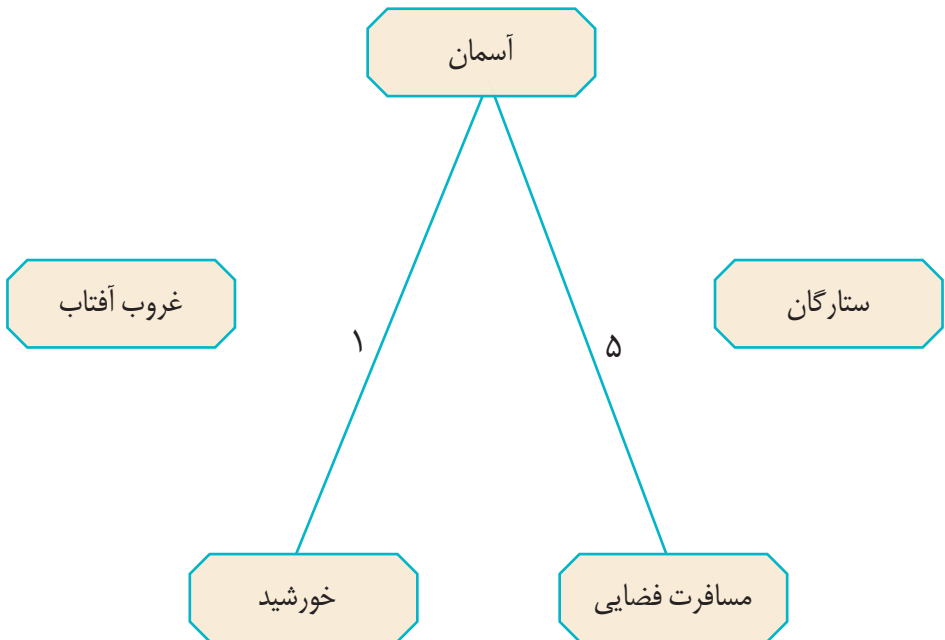 آسمان
ستارگان
غروب آفتاب
۵
۱
مسافرت فضایی
خورشید